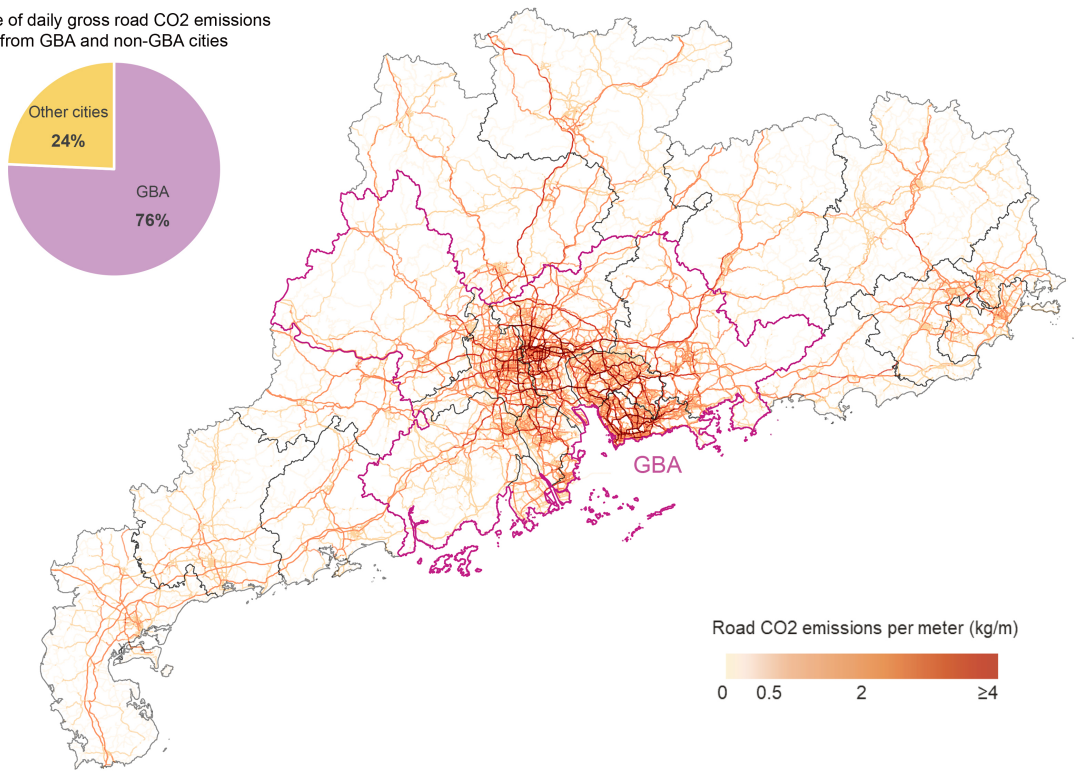 of daily gross road CO2 emissions
from GBA and non-GBA cities
Other cities
24%
GBA
76%
GBA
Road CO2 emissions per meter (kg/m)
0 0.5 2 ≥4